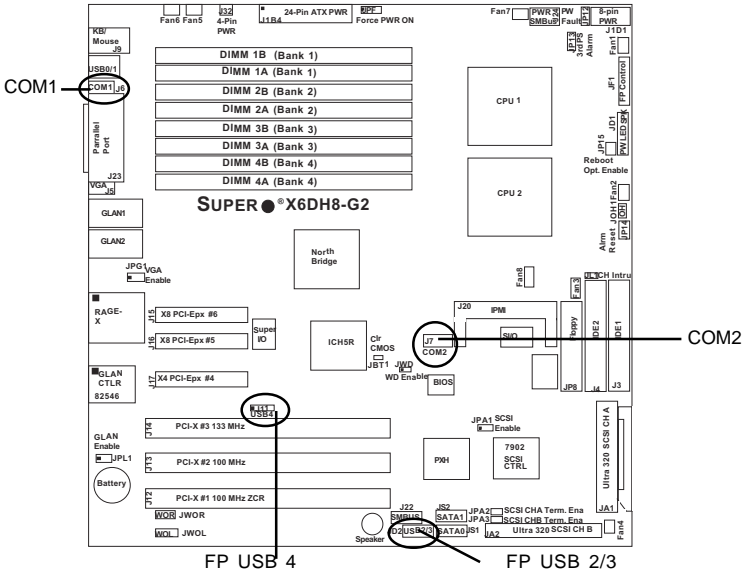 Fan6 Fan5
J32
4-Pin
PWR
24-Pin ATX PWR
J1B4
JPF
Force PWR ON
Fan7
PWR
SMBus
JP24
PW
Fault
JP12
8-pin
PWR
J1D1
KB/
Mouse
J9
USB0/1
COM1 J6
COM1
Parrallel
Port
J23
VGA
J5
GLAN1
GLAN2
JPG1
VGA
Enable
DIMM 1B (Bank 1)
DIMM 1A (Bank 1)
DIMM 2B (Bank 2)
DIMM 2A (Bank 2)
DIMM 3B (Bank 3)
DIMM 3A (Bank 3)
DIMM 4B (Bank 4)
DIMM 4A (Bank 4)
SUPER ® X6DH8-G2
CPU 1
CPU 2
JP13
3rd PS
Alarm
Fan1
JF1
FP Control
JD1
PW LED SPK
JP15
Reboot
Opt. Enable
Fan2
JOH1
OH
JP14
Alrm
Reset
JL1
CH Intru
North
Bridge
Fan8
Fan3
RAGE-
X
J15
X8 PCI-Epx #6
J16
X8 PCI-Epx #5
J17
X4 PCI-Epx #4
Super
I/O
ICH5R
Clr
CMOS
JBT1
JWD
WD Enable
J7
COM2
COM2
J20
IPMI
SI/O
BIOS
Floppy
JP8
IDE2
J4
IDE1
J3
GLAN
CTLR
82546
J11
USB4
J14
PCI-X #3 133 MHz
J13
PCI-X #2 100 MHz
J12
PCI-X #1 100 MHz ZCR
GLAN
Enable
JPL1
Battery
WOR JWOR
WOL JWOL
JPA1
SCSI
Enable
PXH
7902
SCSI
CTRL
Ultra 320 SCSI CH A
JA1
Speaker
J22
SMBUS
JD2
USB2/3
JS2
SATA1
SATA0
JS1
JPA2
SCSI CHA Term. Ena
JPA3
SCSI CHB Term. Ena
JA2
Ultra 320 SCSI CH B
Fan4
FP USB 4
FP USB 2/3